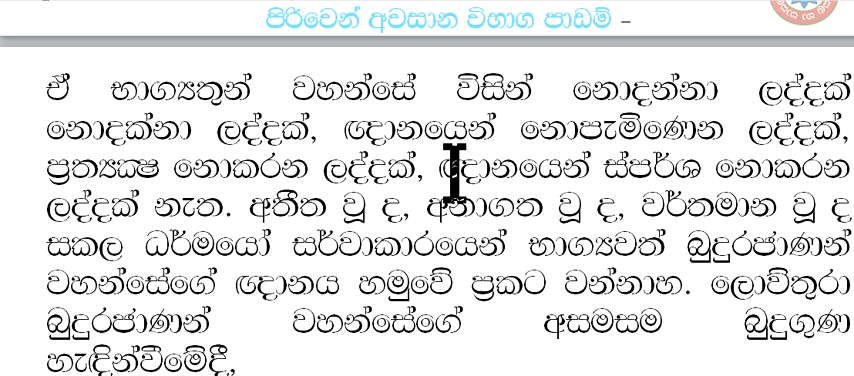 පිරිවෙන් අවසාන විභාග පාඩම් –
ඒ භාග්‍යතුන් වහන්සේ විසින් නොදන්නා ලද්දක්
නොදක්නා ලද්දක්, ඥානයෙන් නොපැමිණෙන ලද්දක්,
ප්‍රත්‍යක්‍ෂ නොකරන ලද්දක්, ඥානයෙන් ස්පර්ශ නොකරන
ලද්දක් නැත. අතීත වූ ද, අනාගත වූ ද, වර්තමාන වූ ද
සකල ධර්මයෝ සර්වාකාරයෙන් භාග්‍යවත් බුදුරජාණන්
වහන්සේගේ ඥානය හමුවේ ප්‍රකට වන්නාහ. ලොව්තුරා
බුදුරජාණන් වහන්සේගේ අසමසම බුදුගුණ
හැඳින්වීමේදී,